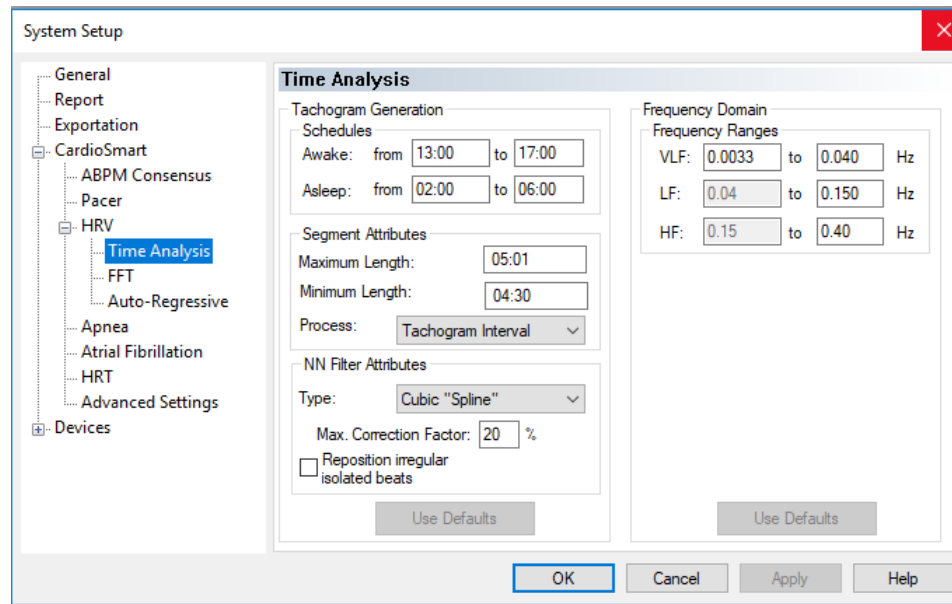 System Setup
General
Report
Exportation
CardioSmart
ABPM Consensus
Pacer
HRV
Time Analysis
FFT
Auto-Regressive
Apnea
Atrial Fibrillation
HRT
Advanced Settings
Devices
Time Analysis
Tachogram Generation
Schedules
Awake: from 13:00 to 17:00
Asleep: from 02:00 to 06:00
Segment Attributes
Maximum Length: 05:01
Minimum Length: 04:30
Process: Tachogram Interval
NN Filter Attributes
Type: Cubic "Spline"
Max. Correction Factor: 20 %
Reposition irregular
isolated beats
Use Defaults
Frequency Domain
Frequency Ranges
VLF: 0.0033 to 0.040 Hz
LF: 0.04 to 0.150 Hz
HF: 0.15 to 0.40 Hz
Use Defaults
OK Cancel Apply Help